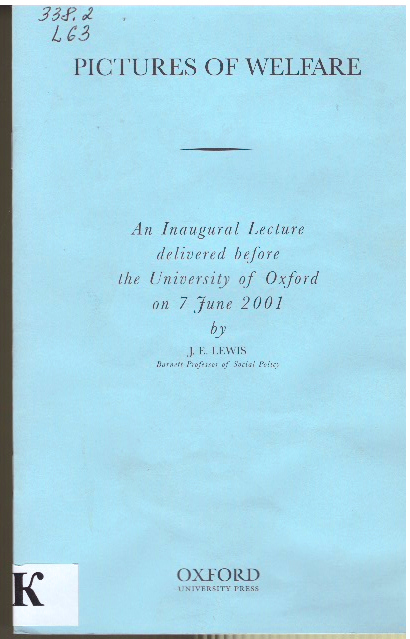 338.2
L63
PICTURES OF WELFARE
An Inaugural Lecture
delivered before
the University of Oxford
on 7 June 2001
by
J. E. LEWIS
Barnett Professor of Social Policy
K
OXFORD
UNIVERSITY PRESS